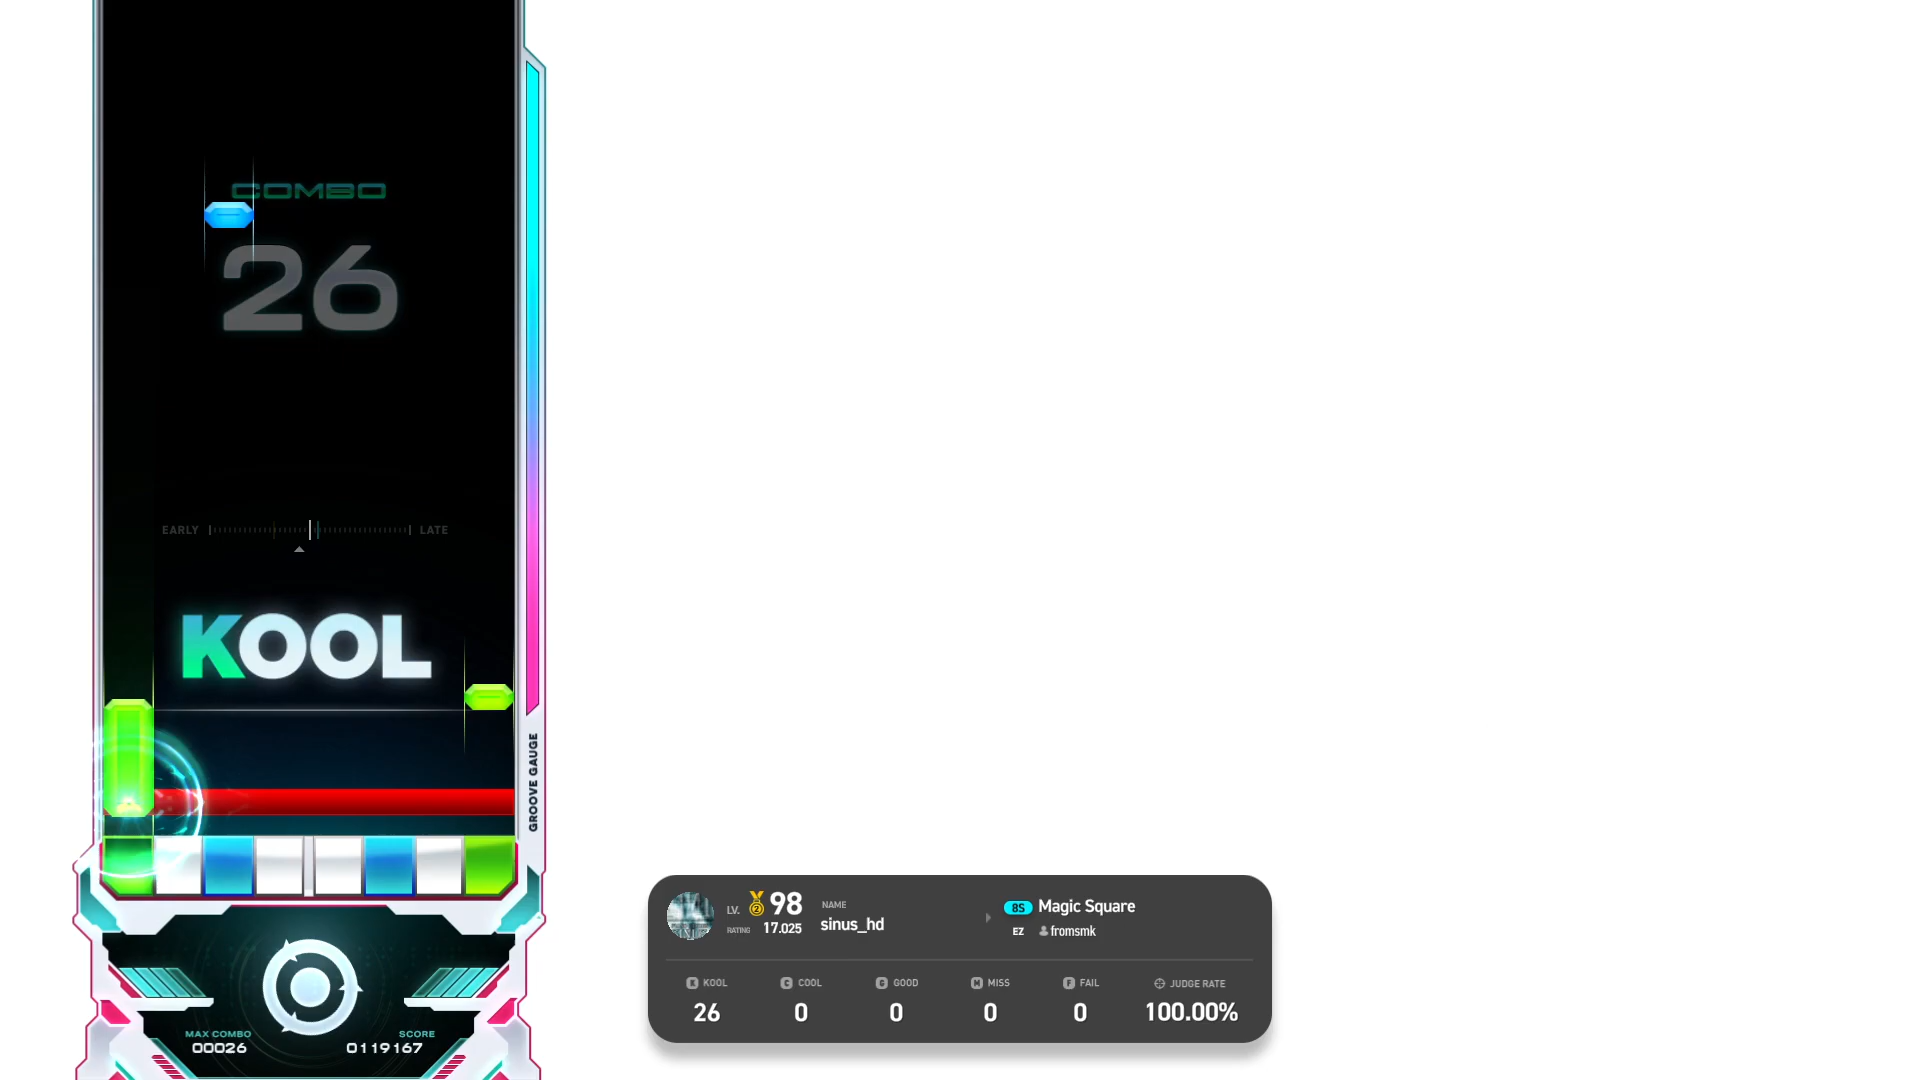 COMBO
26
EARLY
LATE
KOOL
GROOVE GAUGE
MAX COMBO
00026
SCORE
0119167
LV.
2
98
RATING
17.025
NAME
sinus_hd
8S Magic Square
EZ fromsmk
K KOOL
C COOL
G GOOD
M MISS
F FAIL
JUDGE RATE
26
0
0
0
0
100.00%